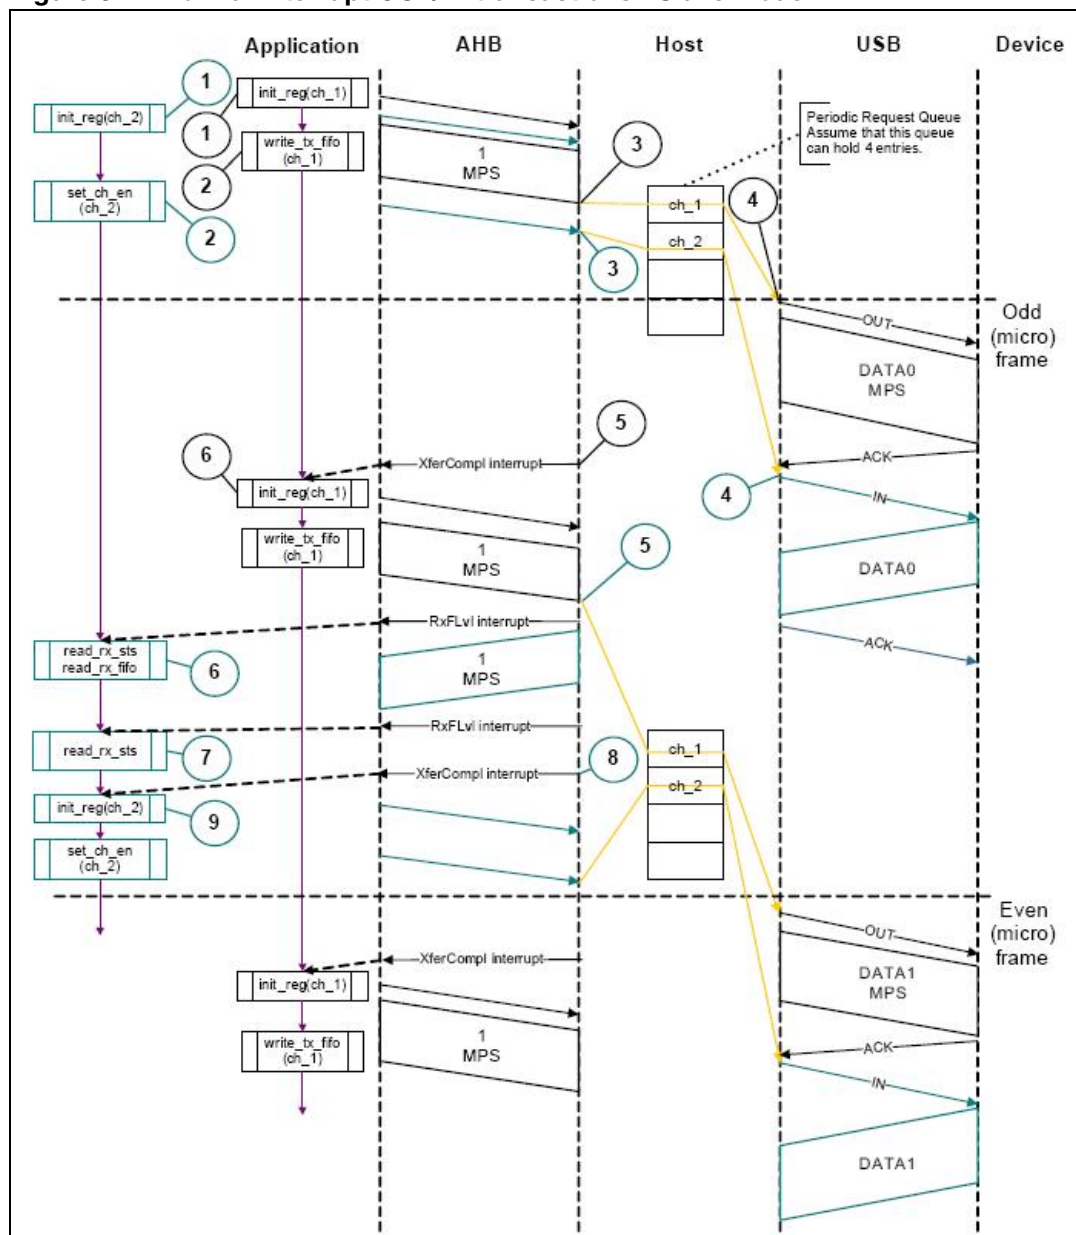 Application AHB Host USB Device
1
init_reg(ch_1)
init_reg(ch_2)
1
Periodic Request Queue
Assume that this queue
can hold 4 entries.
write_tx_fifo
(ch_1)
1
MPS
3
2
set_ch_en
(ch_2)
ch_1
4
2
ch_2
3
Odd
(micro)
frame
OUT
DATA0
MPS
5
ACK
6
XferCompl interrupt
init_reg(ch_1)
4
IN
write_tx_fifo
(ch_1)
1
MPS
5
DATA0
RxFLvl interrupt
ACK
read_rx_sts
read_rx_fifo
6
1
MPS
RxFLvl interrupt
read_rx_sts
7
ch_1
8
XferCompl interrupt
ch_2
init_reg(ch_2)
9
set_ch_en
(ch_2)
Even
(micro)
frame
OUT
XferCompl interrupt
DATA1
MPS
init_reg(ch_1)
write_tx_fifo
(ch_1)
1
MPS
ACK
IN
DATA1